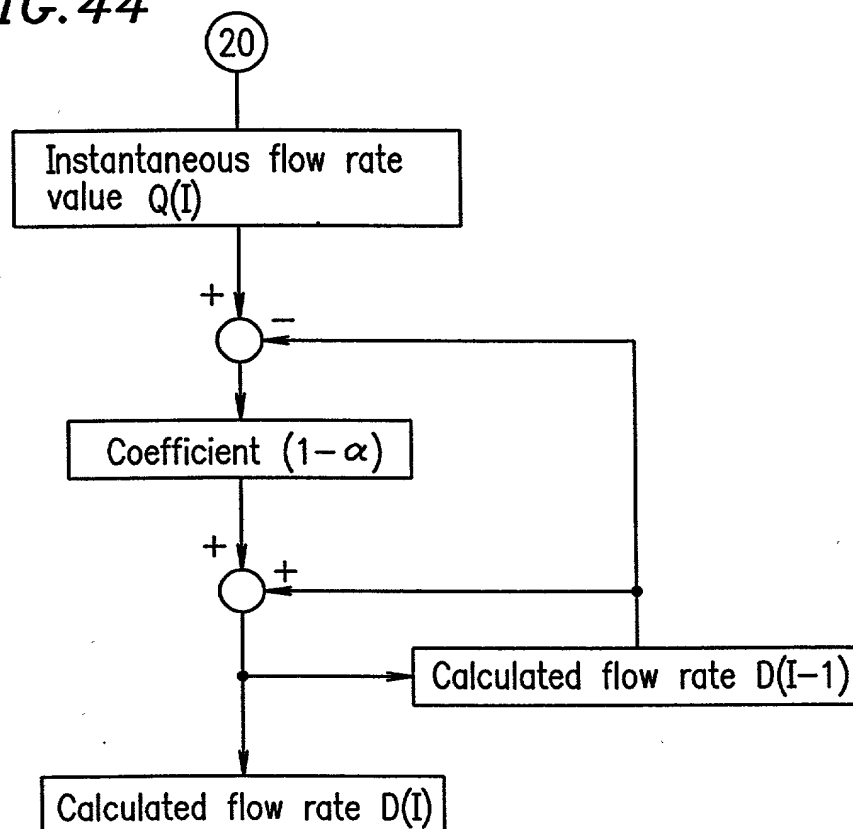 IG. 44
20
Instantaneous flow rate
value Q(I)
+
−
Coefficient (1-α)
+
+
Calculated flow rate D(I-1)
Calculated flow rate D(I)